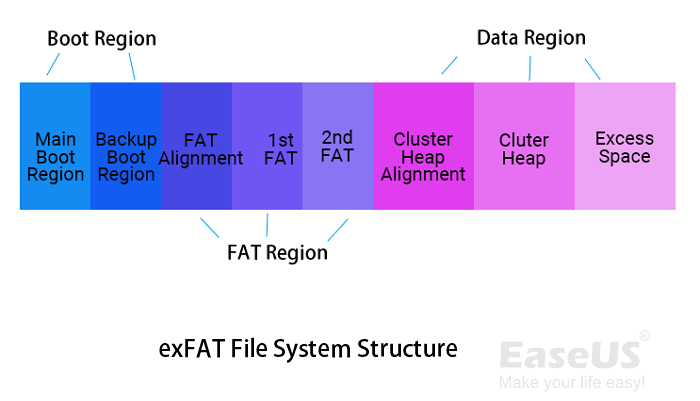 Boot Region
Data Region
Main
Boot
Region
Backup
Boot
Region
FAT
Alignment
1st
FAT
2nd
FAT
Cluster
Heap
Alignment
Cluter
Heap
Excess
Space
FAT Region
exFAT File System Structure
EaseUS®
Make your life easy!